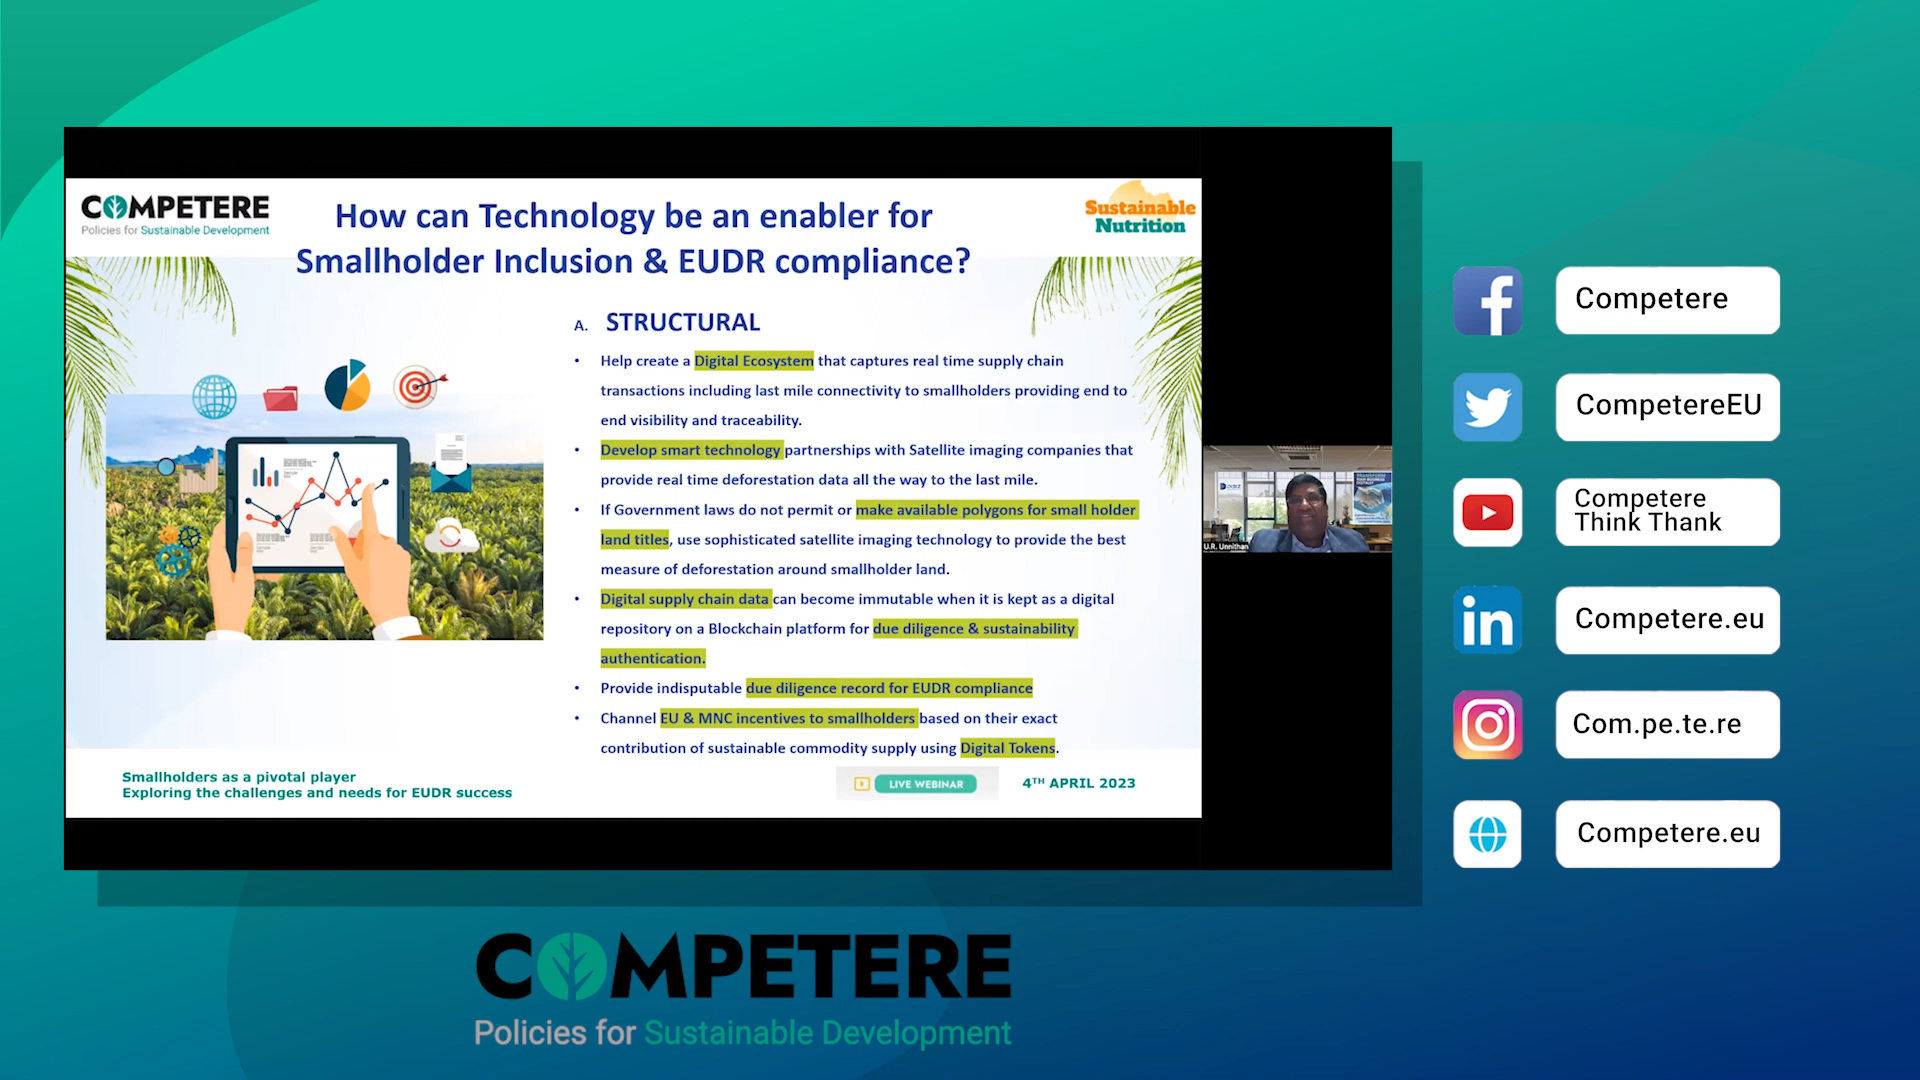 COMPETERE
Policies for Sustainable Development
How can Technology be an enabler for
Smallholder Inclusion & EUDR compliance?
Sustainable
Nutrition
A. STRUCTURAL
• Help create a Digital Ecosystem that captures real time supply chain
transactions including last mile connectivity to smallholders providing end to
end visibility and traceability.
• Develop smart technology partnerships with Satellite imaging companies that
provide real time deforestation data all the way to the last mile.
• If Government laws do not permit or make available polygons for small holder
land titles, use sophisticated satellite imaging technology to provide the best
measure of deforestation around smallholder land.
• Digital supply chain data can become immutable when it is kept as a digital
repository on a Blockchain platform for due diligence & sustainability
authentication.
• Provide indisputable due diligence record for EUDR compliance
• Channel EU & MNC incentives to smallholders based on their exact
contribution of sustainable commodity supply using Digital Tokens.
Smallholders as a pivotal player
Exploring the challenges and needs for EUDR success
LIVE WEBINAR
4TH APRIL 2023
U.R. Unnithan
Competere
CompetereEU
Competere
Think Thank
Competere.eu
Com.pe.te.re
Competere.eu
COMPETERE
Policies for Sustainable Development